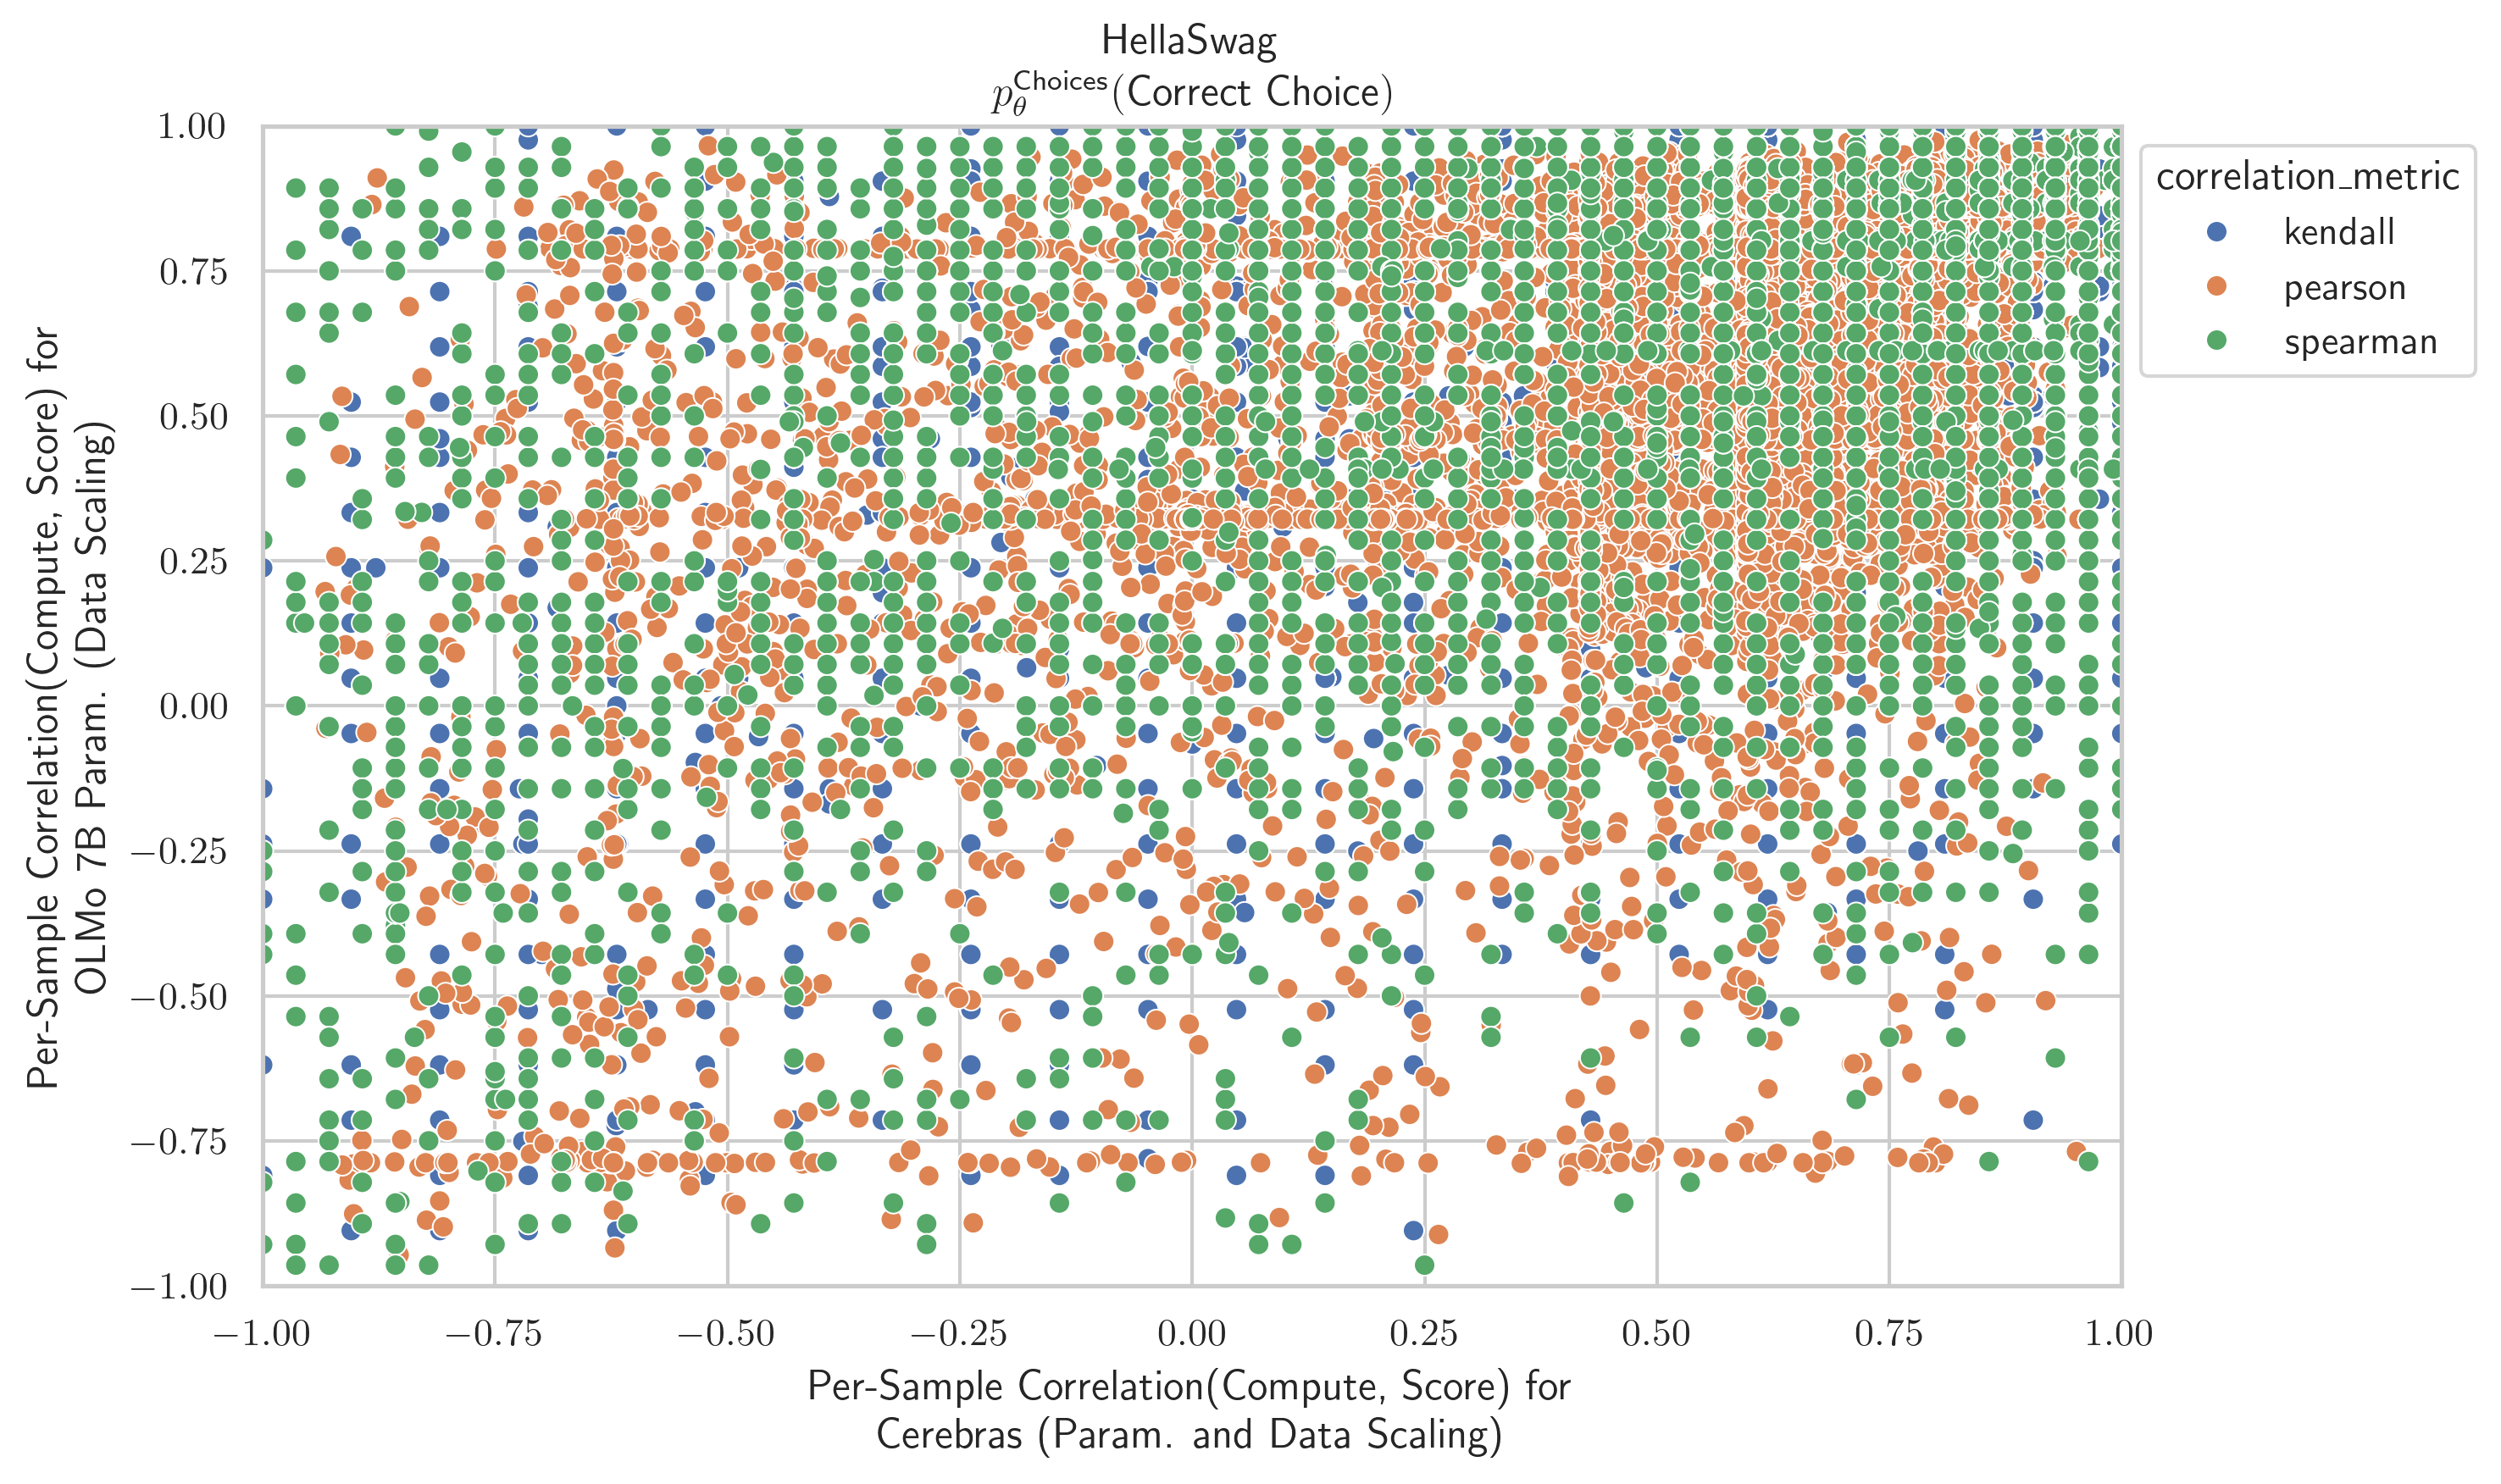 HellaSwag
p_θ^Choices(Correct Choice)
Per-Sample Correlation(Compute, Score) for
OLMo 7B Param. (Data Scaling)
1.00
0.75
0.50
0.25
0.00
−0.25
−0.50
−0.75
−1.00
−1.00 −0.75 −0.50 −0.25 0.00 0.25 0.50 0.75 1.00
Per-Sample Correlation(Compute, Score) for
Cerebras (Param. and Data Scaling)
correlation_metric
kendall
pearson
spearman